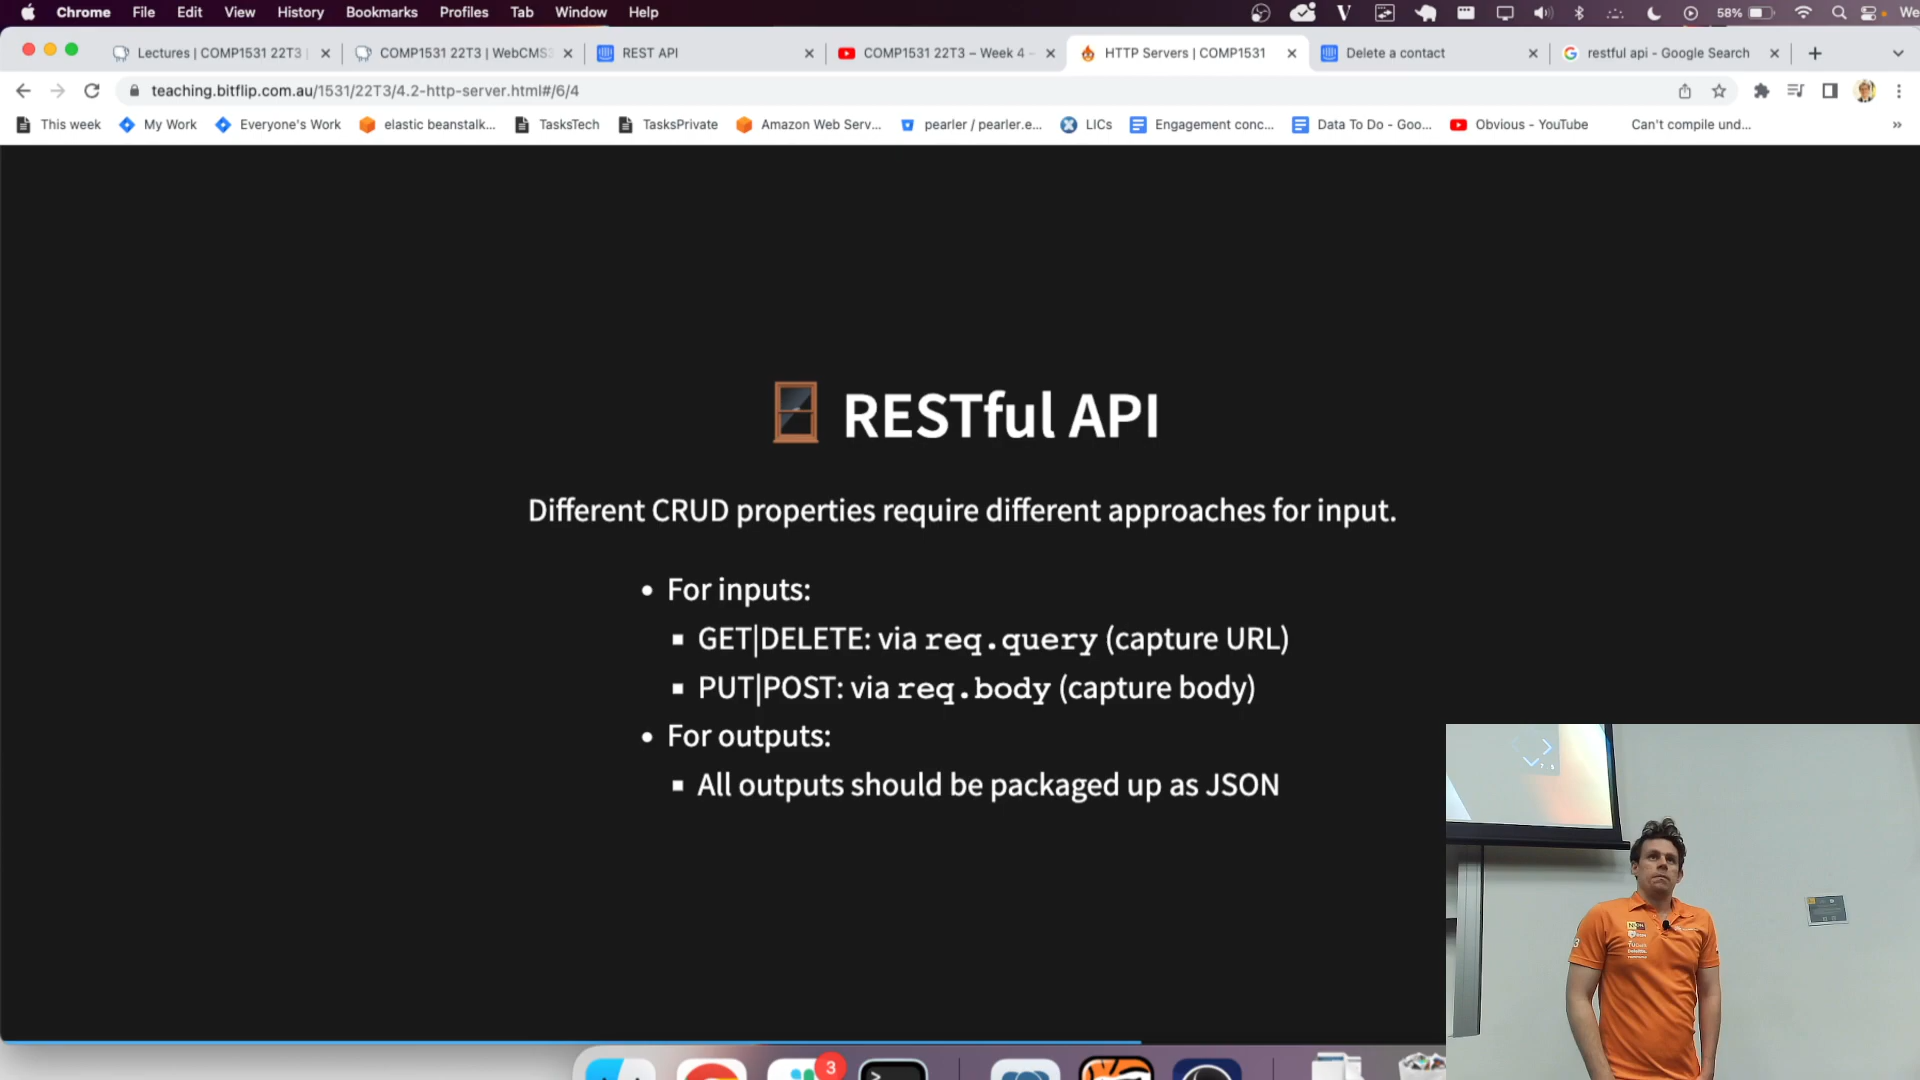 Chrome File Edit View History Bookmarks Profiles Tab Window Help 58% We
Lectures | COMP1531 22T3 | COMP1531 22T3 | WebCMS3 REST API COMP1531 22T3 – Week 4 – HTTP Servers | COMP1531 Delete a contact restful api - Google Search
teaching.bitflip.com.au/1531/22T3/4.2-http-server.html#/6/4
This week My Work Everyone's Work elastic beanstalk... TasksTech TasksPrivate Amazon Web Serv... pearler / pearler.e... LICs Engagement conc... Data To Do - Goo... Obvious - YouTube Can't compile und... »
RESTful API
Different CRUD properties require different approaches for input.
• For inputs:
▪ GET|DELETE: via req.query (capture URL)
▪ PUT|POST: via req.body (capture body)
• For outputs:
▪ All outputs should be packaged up as JSON
3